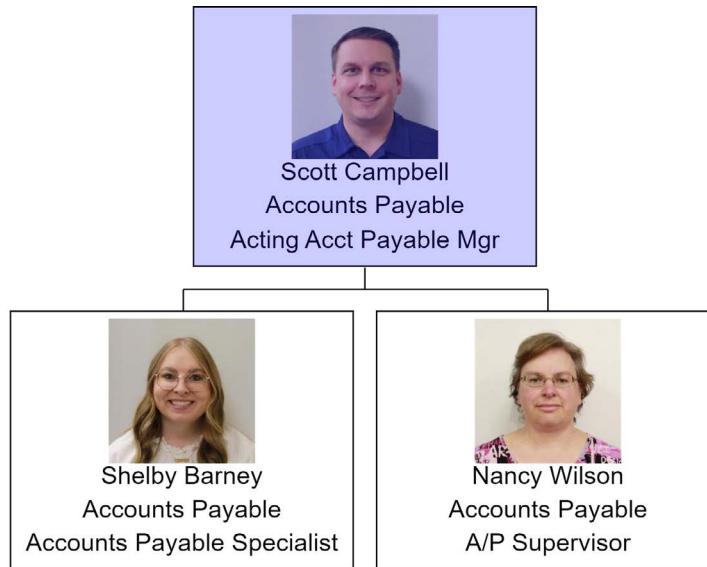 Scott Campbell
Accounts Payable
Acting Acct Payable Mgr
Shelby Barney
Accounts Payable
Accounts Payable Specialist
Nancy Wilson
Accounts Payable
A/P Supervisor